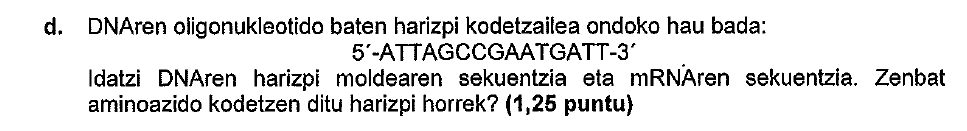 d. DNAren oligonukleotido baten harizpi kodetzailea ondoko hau bada:
5´-ATTAGCCGAATGATT-3´
Idatzi DNAren harizpi moldearen sekuentzia eta mRNAren sekuentzia. Zenbat
aminoazido kodetzen ditu harizpi horrek? (1,25 puntu)